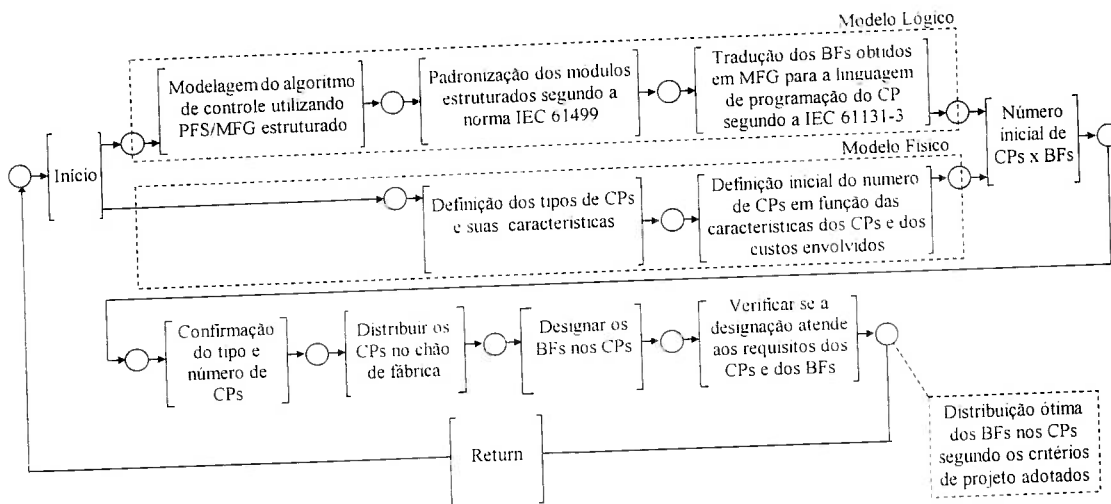 Modelo Lógico
Início
Modelagem do algoritmo
de controle utilizando
PFS/MFG estruturado
Padronização dos módulos
estruturados segundo a
norma IEC 61499
Tradução dos BFs obtidos
em MFG para a linguagem
de programação do CP
segundo a IEC 61131-3
Número
inicial de
CPs x BFs
Modelo Físico
Definição dos tipos de CPs
e suas caracteristicas
Definição inicial do numero
de CPs em função das
características dos CPs e dos
custos envolvidos
Confirmação
do tipo e
número de
CPs
Distribuir os
CPs no chão
de fábrica
Designar os
BFs nos CPs
Verificar se a
designação atende
aos requisitos dos
CPs e dos BFs
Return
Distribuição ótima
dos BFs nos CPs
segundo os critérios
de projeto adotados